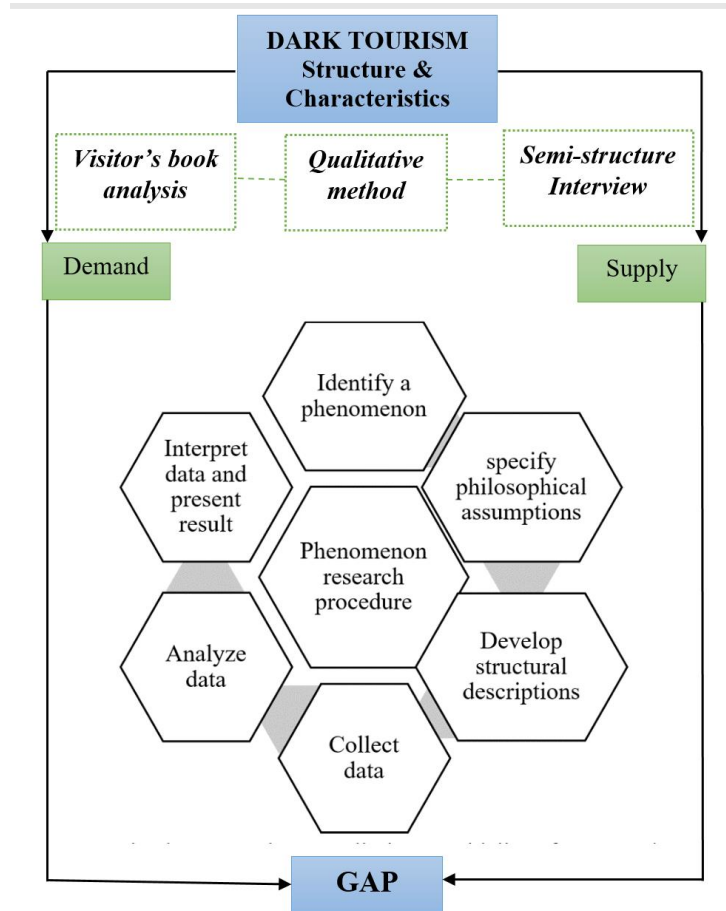 DARK TOURISM
Structure &
Characteristics
Visitor's book
analysis
Qualitative
method
Semi-structure
Interview
Demand
Supply
Identify a
phenomenon
Interpret
data and
present
result
specify
philosophical
assumptions
Phenomenon
research
procedure
Analyze
data
Develop
structural
descriptions
Collect
data
GAP